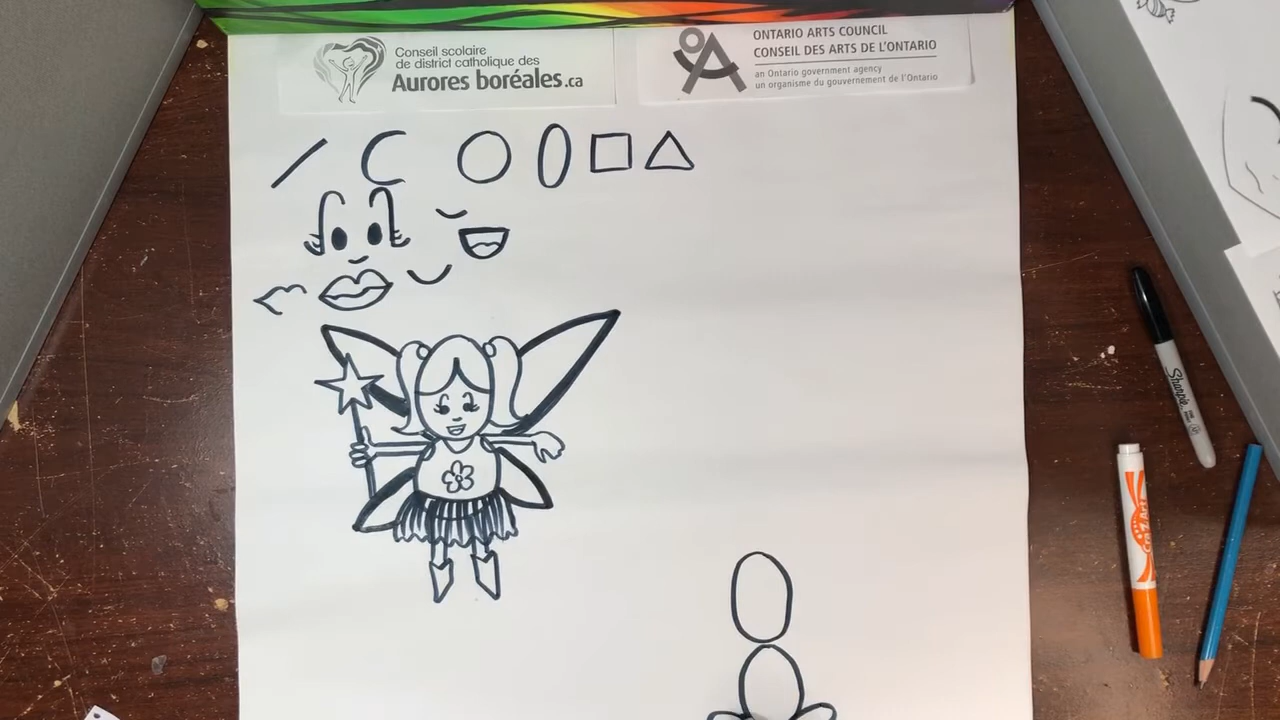 Conseil scolaire
de district catholique des
Aurores boréales.ca
ONTARIO ARTS COUNCIL
CONSEIL DES ARTS DE L'ONTARIO
an Ontario government agency
un organisme du gouvernement de l'Ontario
Sharpie
CrazArt